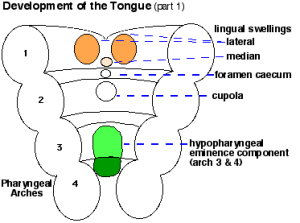 Development of the Tongue (part 1)
lingual swellings
lateral
median
foramen caecum
cupola
hypopharyngeal
eminence component
(arch 3 & 4)
1
2
3
4
Pharyngeal
Arches